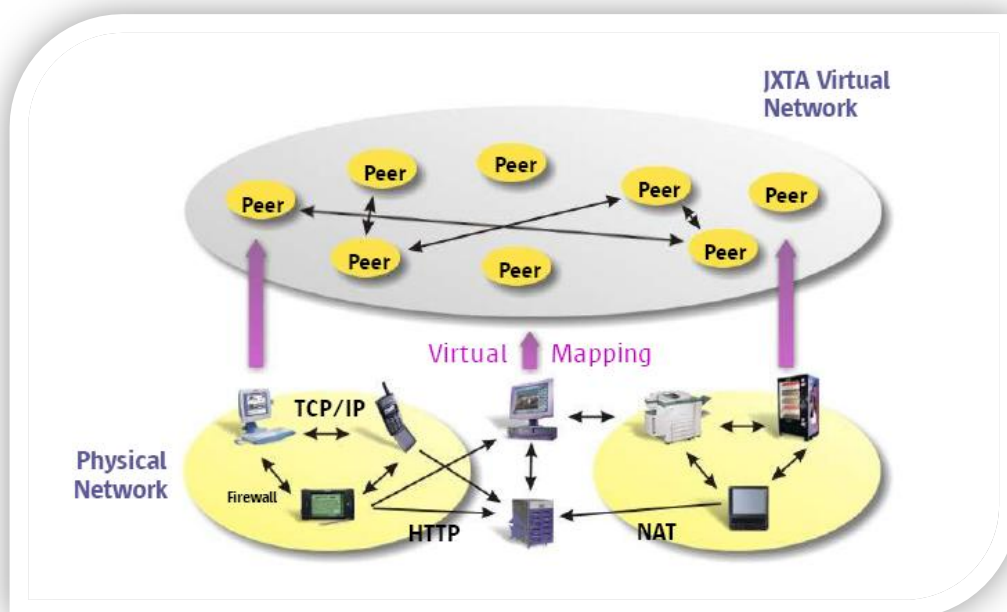 JXTA Virtual
Network
Peer
Peer
Peer
Peer
Peer
Peer
Peer
Peer
Virtual Mapping
TCP/IP
Physical
Network
Firewall
HTTP
NAT